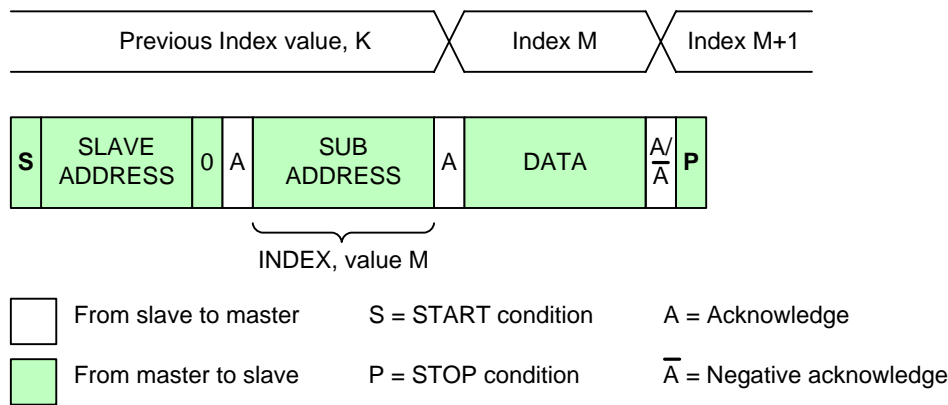 Previous Index value, K Index M Index M+1
S SLAVE ADDRESS 0 A SUB ADDRESS A DATA A/A̅ P
INDEX, value M
From slave to master S = START condition A = Acknowledge
From master to slave P = STOP condition A̅ = Negative acknowledge